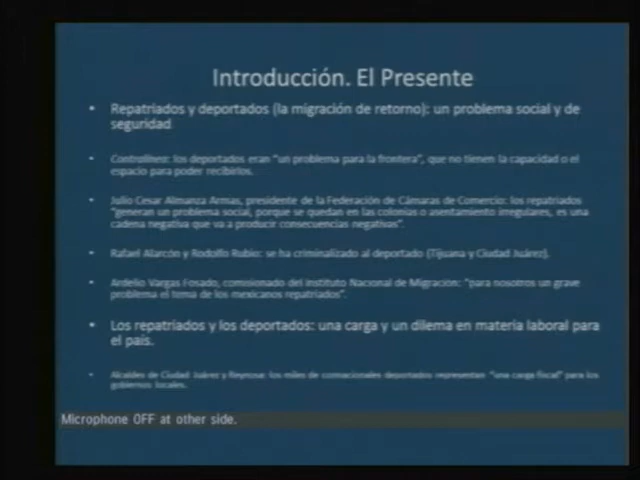 Introducción. El Presente
• Repatriados y deportados (la migración de retorno): un problema social y de
seguridad
• Contralínea: los deportados eran "un problema para la frontera", que no tienen la capacidad o el
espacio para poder recibirlos.
• Julio Cesar Almanza Armas, presidente de la Federación de Cámaras de Comercio: los repatriados
"generan un problema social, porque se quedan en las colonias o asentamiento irregulares, es una
cadena negativa que va a producir consecuencias negativas".
• Rafael Alarcón y Rodolfo Rubio: se ha criminalizado al deportado (Tijuana y Ciudad Juárez).
• Ardelio Vargas Fosado, comisionado del Instituto Nacional de Migración: "para nosotros un grave
problema el tema de los mexicanos repatriados".
• Los repatriados y los deportados: una carga y un dilema en materia laboral para
el país.
• Alcaldes de Ciudad Juárez y Reynosa: los miles de connacionales deportados representan "una carga fiscal" para los
gobiernos locales.
Microphone OFF at other side.